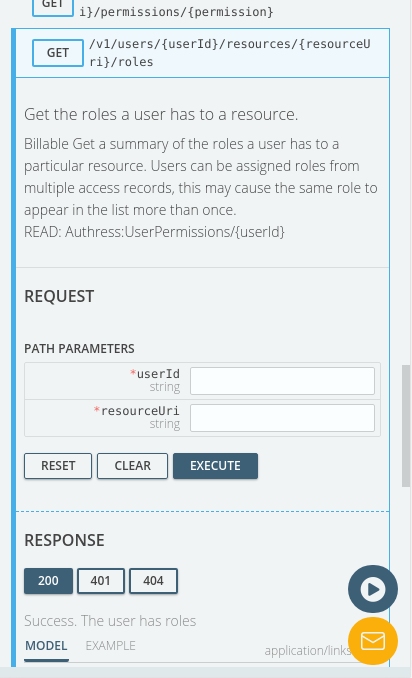 GET
i}/permissions/{permission}
GET
/v1/users/{userId}/resources/{resourceU
ri}/roles
Get the roles a user has to a resource.
Billable Get a summary of the roles a user has to a
particular resource. Users can be assigned roles from
multiple access records, this may cause the same role to
appear in the list more than once.
READ: Authress:UserPermissions/{userId}
REQUEST
PATH PARAMETERS
*userId
string
*resourceUri
string
RESET CLEAR EXECUTE
RESPONSE
200 401 404
Success. The user has roles
MODEL EXAMPLE application/links